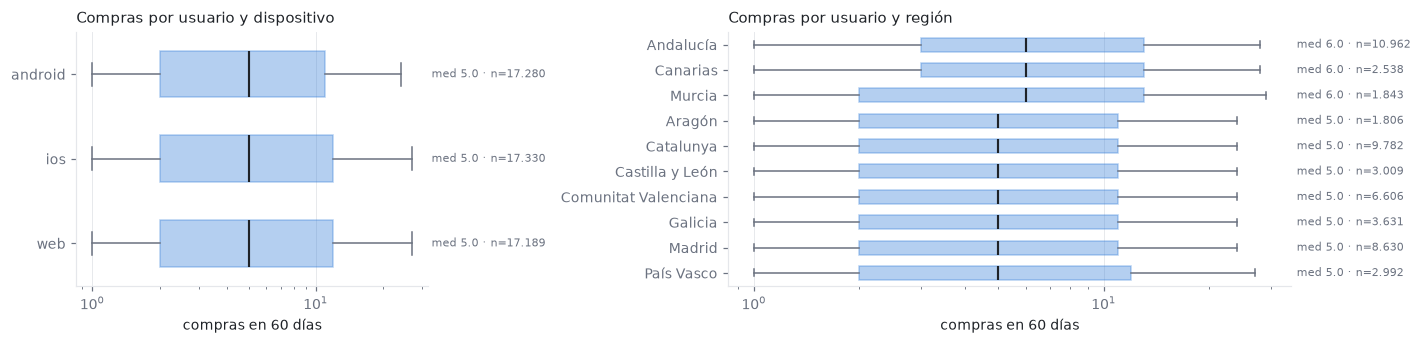 Compras por usuario y dispositivo
android
med 5.0 · n=17.280
ios
med 5.0 · n=17.330
web
med 5.0 · n=17.189
10⁰
10¹
compras en 60 días
Compras por usuario y región
Andalucía
med 6.0 · n=10.962
Canarias
med 6.0 · n=2.538
Murcia
med 6.0 · n=1.843
Aragón
med 5.0 · n=1.806
Catalunya
med 5.0 · n=9.782
Castilla y León
med 5.0 · n=3.009
Comunitat Valenciana
med 5.0 · n=6.606
Galicia
med 5.0 · n=3.631
Madrid
med 5.0 · n=8.630
País Vasco
med 5.0 · n=2.992
10⁰
10¹
compras en 60 días